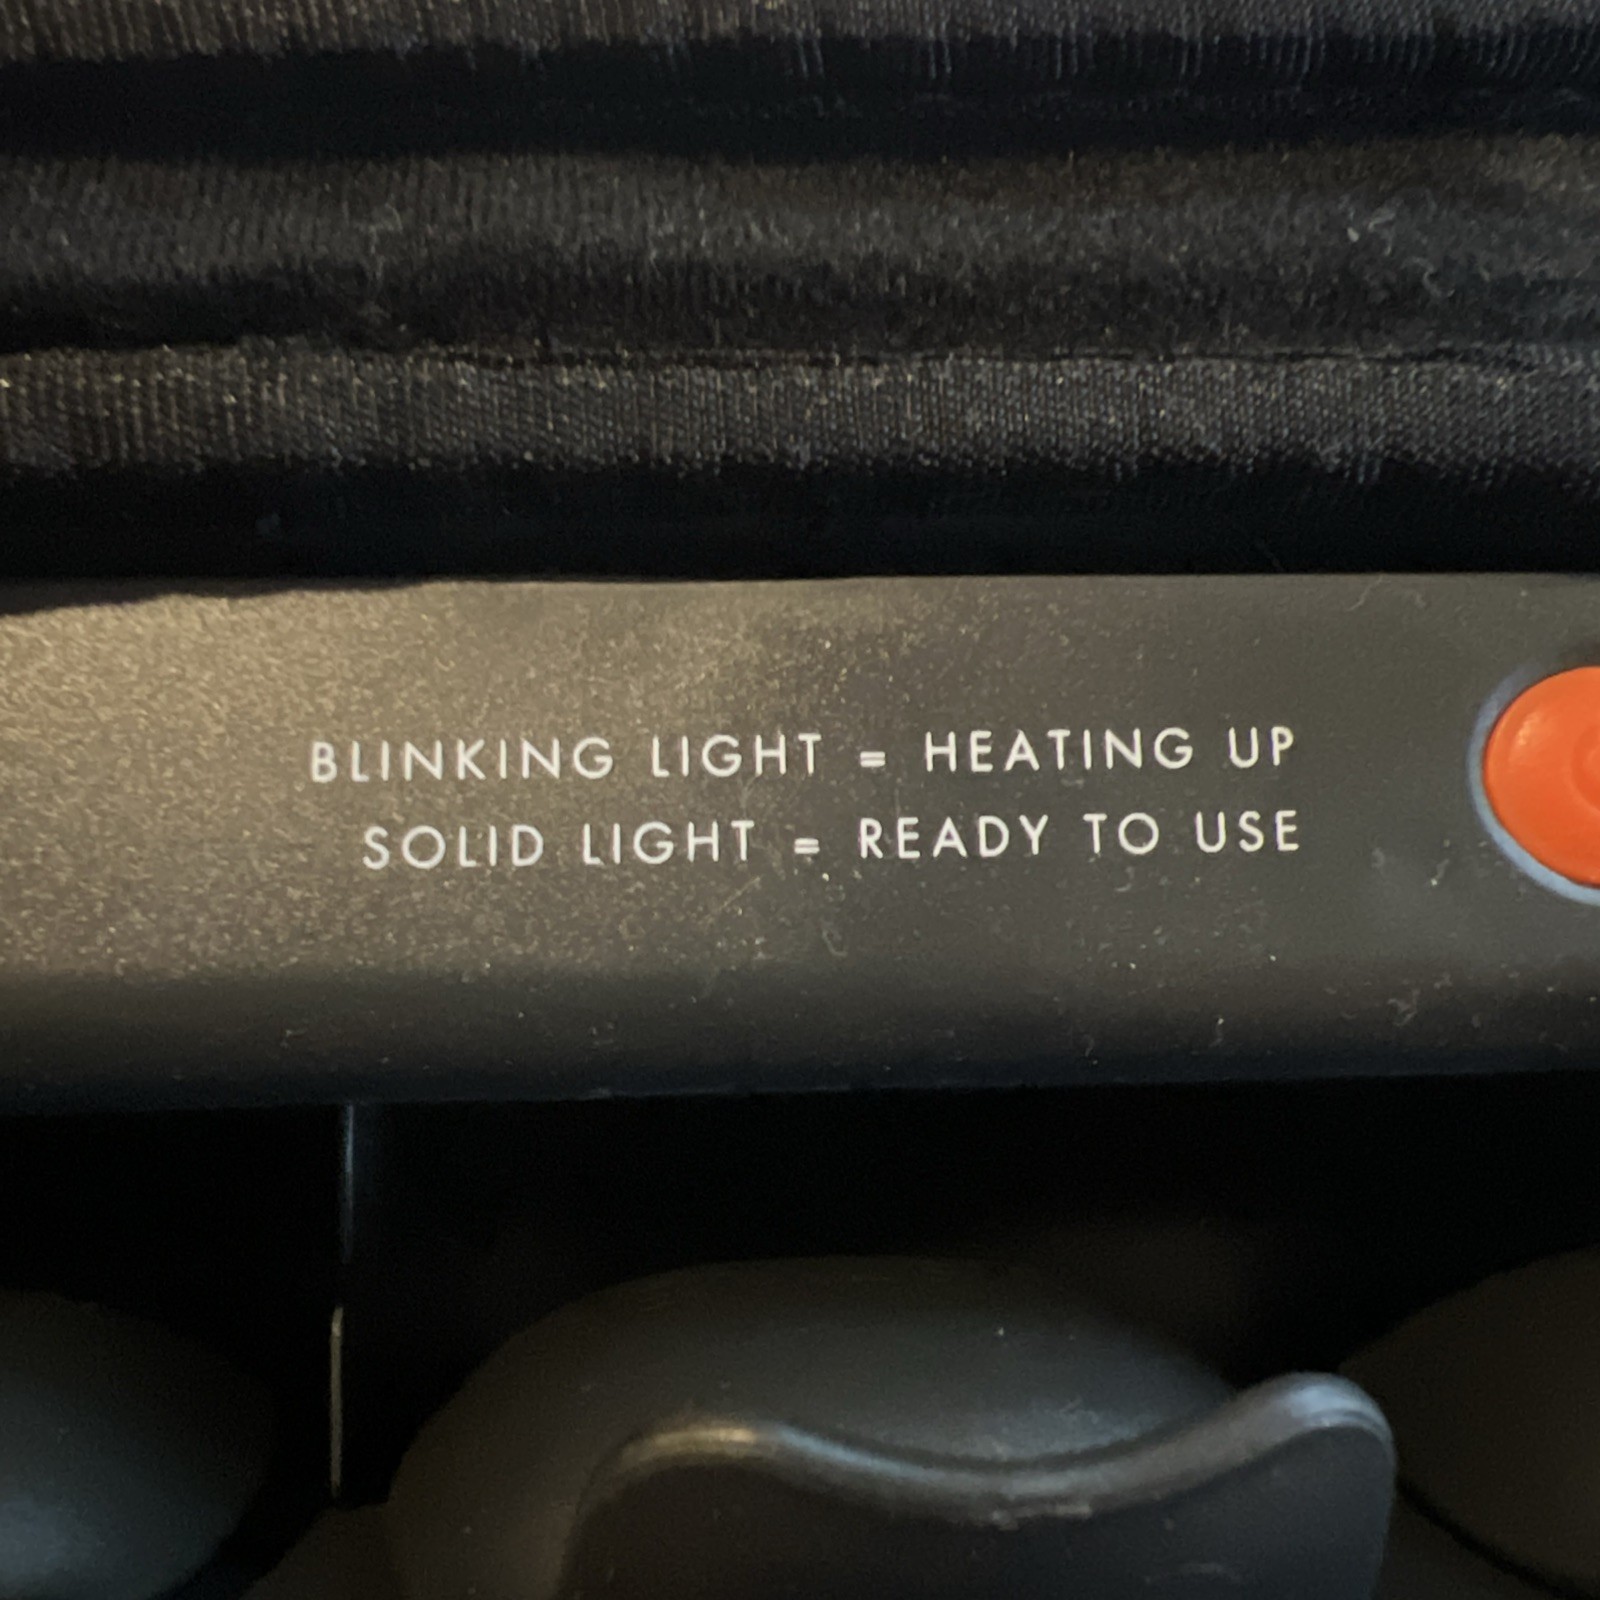 BLINKING LIGHT = HEATING UP
SOLID LIGHT = READY TO USE